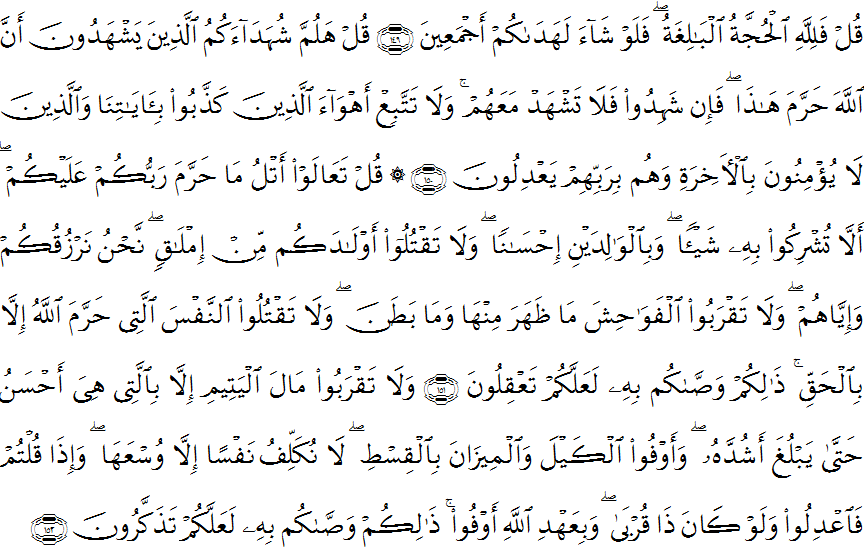 قُلْ فَلِلَّهِ ٱلْحُجَّةُ ٱلْبَـٰلِغَةُ ۖ فَلَوْ شَآءَ لَهَدَىٰكُمْ أَجْمَعِينَ ﴿١٤٩﴾ قُلْ هَلُمَّ شُهَدَآءَكُمُ ٱلَّذِينَ يَشْهَدُونَ أَنَّ
ٱللَّهَ حَرَّمَ هَـٰذَا ۖ فَإِن شَهِدُوا۟ فَلَا تَشْهَدْ مَعَهُمْ ۚ وَلَا تَتَّبِعْ أَهْوَآءَ ٱلَّذِينَ كَذَّبُوا۟ بِـَٔايَـٰتِنَا وَٱلَّذِينَ
لَا يُؤْمِنُونَ بِٱلْـَٔاخِرَةِ وَهُم بِرَبِّهِمْ يَعْدِلُونَ ﴿١٥٠﴾ ۞ قُلْ تَعَالَوْا۟ أَتْلُ مَا حَرَّمَ رَبُّكُمْ عَلَيْكُمْ ۖ
أَلَّا تُشْرِكُوا۟ بِهِۦ شَيْـًٔا ۖ وَبِٱلْوَٰلِدَيْنِ إِحْسَـٰنًا ۖ وَلَا تَقْتُلُوٓا۟ أَوْلَـٰدَكُم مِّنْ إِمْلَـٰقٍ ۖ نَّحْنُ نَرْزُقُكُمْ
وَإِيَّاهُمْ ۖ وَلَا تَقْرَبُوا۟ ٱلْفَوَٰحِشَ مَا ظَهَرَ مِنْهَا وَمَا بَطَنَ ۖ وَلَا تَقْتُلُوا۟ ٱلنَّفْسَ ٱلَّتِى حَرَّمَ ٱللَّهُ إِلَّا
بِٱلْحَقِّ ۚ ذَٰلِكُمْ وَصَّىٰكُم بِهِۦ لَعَلَّكُمْ تَعْقِلُونَ ﴿١٥١﴾ وَلَا تَقْرَبُوا۟ مَالَ ٱلْيَتِيمِ إِلَّا بِٱلَّتِى هِىَ أَحْسَنُ
حَتَّىٰ يَبْلُغَ أَشُدَّهُۥ ۖ وَأَوْفُوا۟ ٱلْكَيْلَ وَٱلْمِيزَانَ بِٱلْقِسْطِ ۖ لَا نُكَلِّفُ نَفْسًا إِلَّا وُسْعَهَا ۖ وَإِذَا قُلْتُمْ
فَٱعْدِلُوا۟ وَلَوْ كَانَ ذَا قُرْبَىٰ ۖ وَبِعَهْدِ ٱللَّهِ أَوْفُوا۟ ۚ ذَٰلِكُمْ وَصَّىٰكُم بِهِۦ لَعَلَّكُمْ تَذَكَّرُونَ ﴿١٥٢﴾